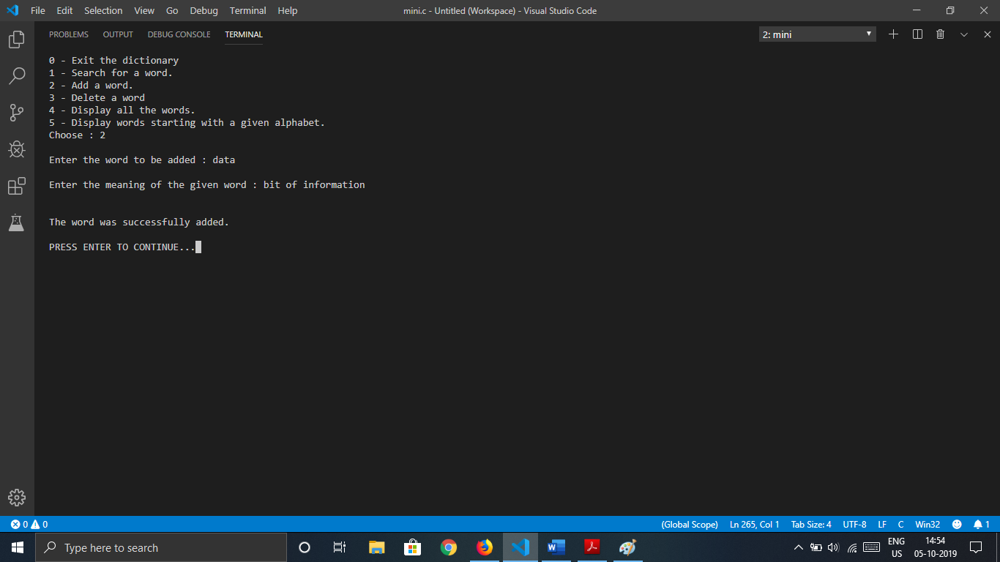 File Edit Selection View Go Debug Terminal Help
mini.c - Untitled (Workspace) - Visual Studio Code
PROBLEMS OUTPUT DEBUG CONSOLE TERMINAL
2: mini
0 - Exit the dictionary
1 - Search for a word.
2 - Add a word.
3 - Delete a word
4 - Display all the words.
5 - Display words starting with a given alphabet.
Choose : 2
Enter the word to be added : data
Enter the meaning of the given word : bit of information
The word was successfully added.
PRESS ENTER TO CONTINUE...
0 0
(Global Scope) Ln 265, Col 1 Tab Size: 4 UTF-8 LF C Win32 1
Type here to search
W
ENG
US
14:54
05-10-2019